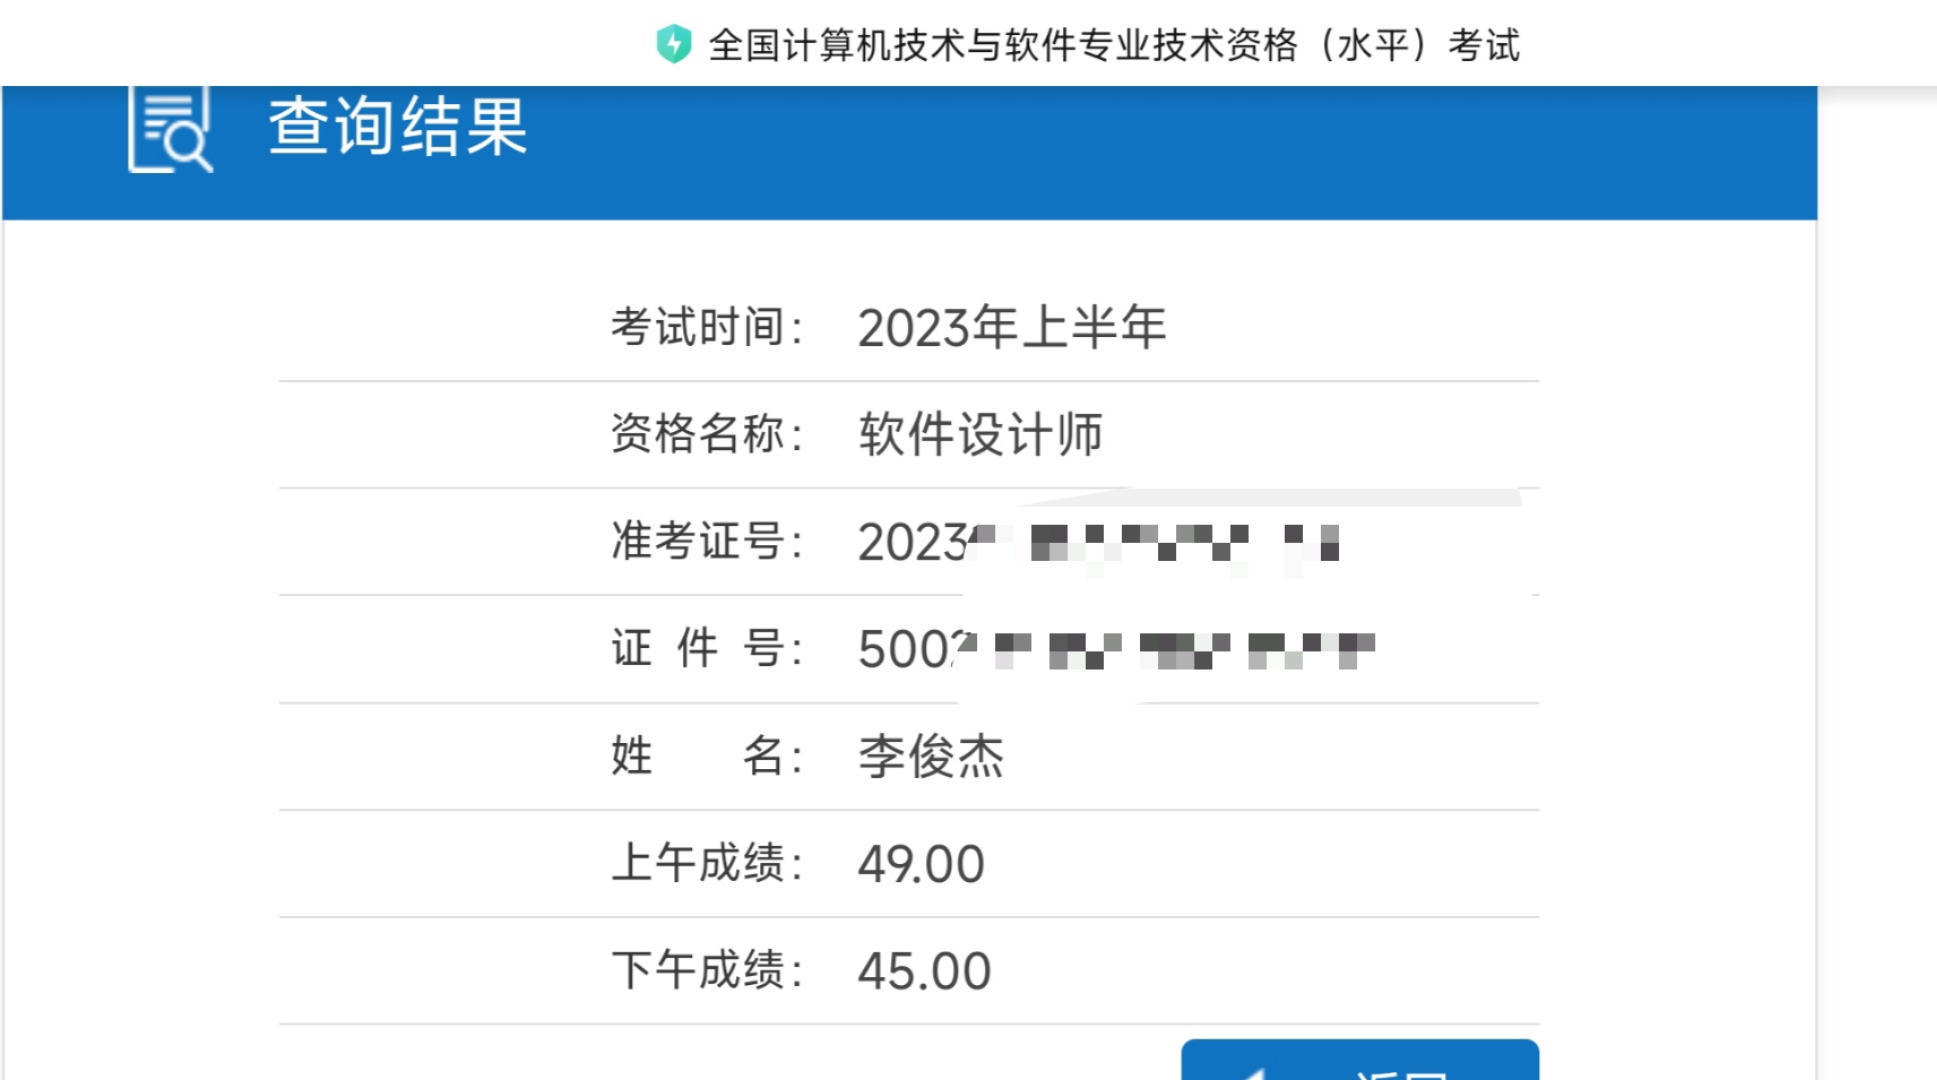 全国计算机技术与软件专业技术资格（水平）考试
查询结果
考试时间： 2023年上半年
资格名称： 软件设计师
准考证号： 2023
证件号： 500
姓名： 李俊杰
上午成绩： 49.00
下午成绩： 45.00
返回